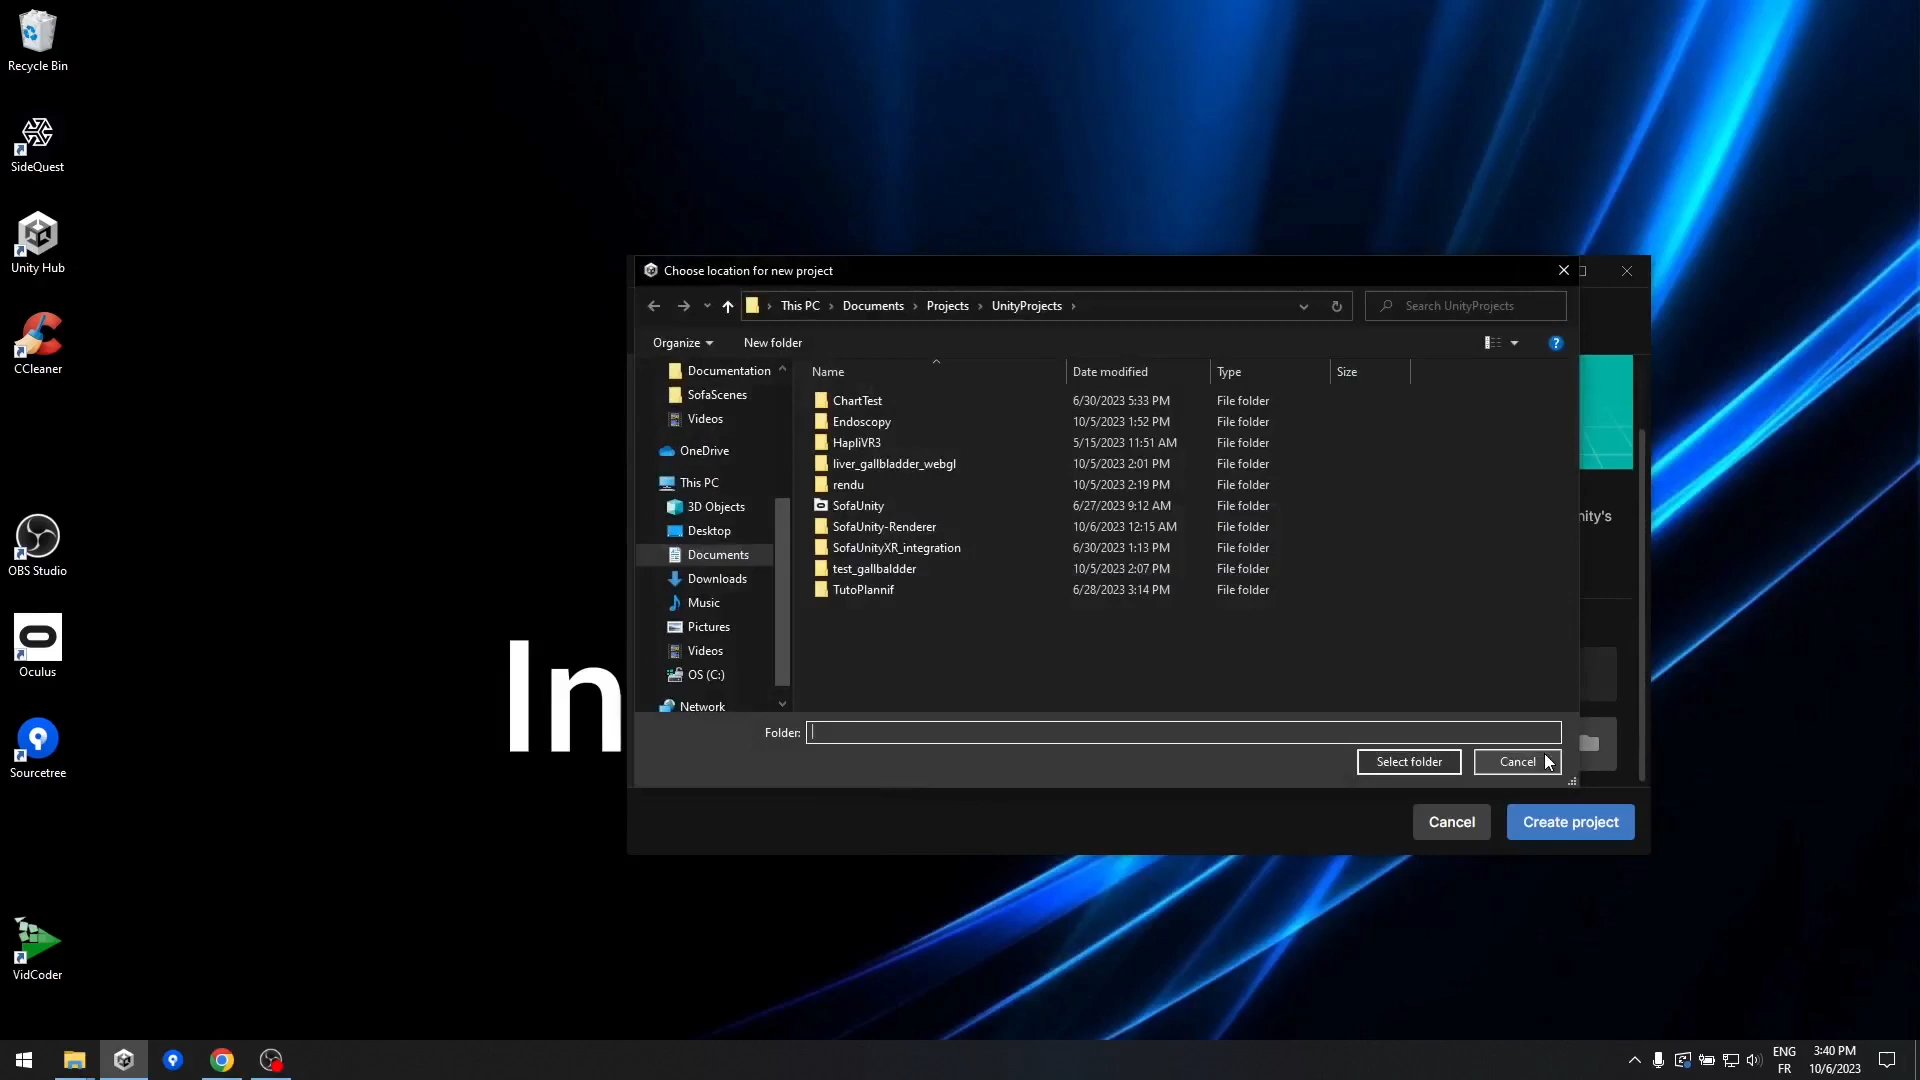 Recycle Bin
SideQuest
Unity Hub
CCleaner
OBS Studio
Oculus
Sourcetree
VidCoder
In
Choose location for new project
This PC › Documents › Projects › UnityProjects ›
Search UnityProjects
Organize
New folder
?
Documentation
SofaScenes
Videos
OneDrive
This PC
3D Objects
Desktop
Documents
Downloads
Music
Pictures
Videos
OS (C:)
Network
Name Date modified Type Size
ChartTest 6/30/2023 5:33 PM File folder
Endoscopy 10/5/2023 1:52 PM File folder
HapliVR3 5/15/2023 11:51 AM File folder
liver_gallbladder_webgl 10/5/2023 2:01 PM File folder
rendu 10/5/2023 2:19 PM File folder
SofaUnity 6/27/2023 9:12 AM File folder
SofaUnity-Renderer 10/6/2023 12:15 AM File folder
SofaUnityXR_integration 6/30/2023 1:13 PM File folder
test_gallbaldder 10/5/2023 2:07 PM File folder
TutoPlannif 6/28/2023 3:14 PM File folder
nity's
Folder:
Select folder Cancel
Cancel Create project
ENG
FR
3:40 PM
10/6/2023